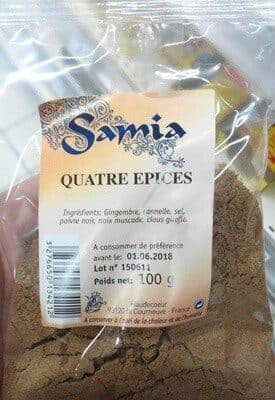 Samia
QUATRE EPICES
Ingrédients: Gingembre, cannelle, sel,
poivre noir, noix muscade, clous girofle.
A consommer de préférence
avant le: 01.06.2018
Lot n° 150611
Poids net: 100 g
Haudecoeur
93120 La Courneuve - France
A conserver à l'abri de la chaleur et de l'humidité